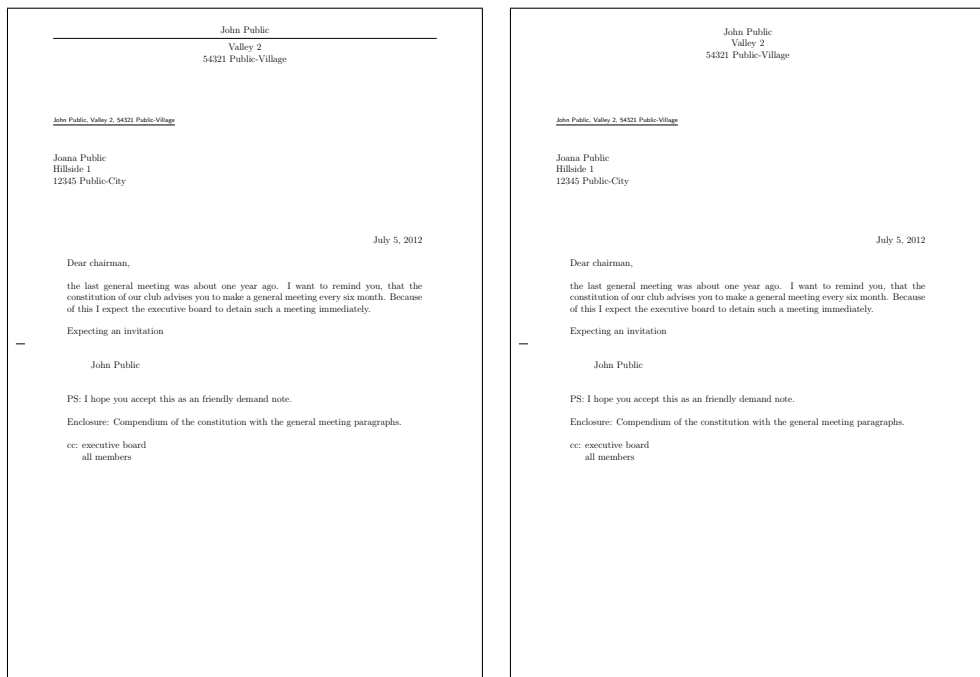 John Public
Valley 2
54321 Public-Village
John Public, Valley 2, 54321 Public-Village
Joana Public
Hillside 1
12345 Public-City
July 5, 2012
Dear chairman,
the last general meeting was about one year ago. I want to remind you, that the
constitution of our club advises you to make a general meeting every six month. Because
of this I expect the executive board to detain such a meeting immediately.
Expecting an invitation
John Public
PS: I hope you accept this as an friendly demand note.
Enclosure: Compendium of the constitution with the general meeting paragraphs.
cc: executive board
all members
John Public
Valley 2
54321 Public-Village
John Public, Valley 2, 54321 Public-Village
Joana Public
Hillside 1
12345 Public-City
July 5, 2012
Dear chairman,
the last general meeting was about one year ago. I want to remind you, that the
constitution of our club advises you to make a general meeting every six month. Because
of this I expect the executive board to detain such a meeting immediately.
Expecting an invitation
John Public
PS: I hope you accept this as an friendly demand note.
Enclosure: Compendium of the constitution with the general meeting paragraphs.
cc: executive board
all members